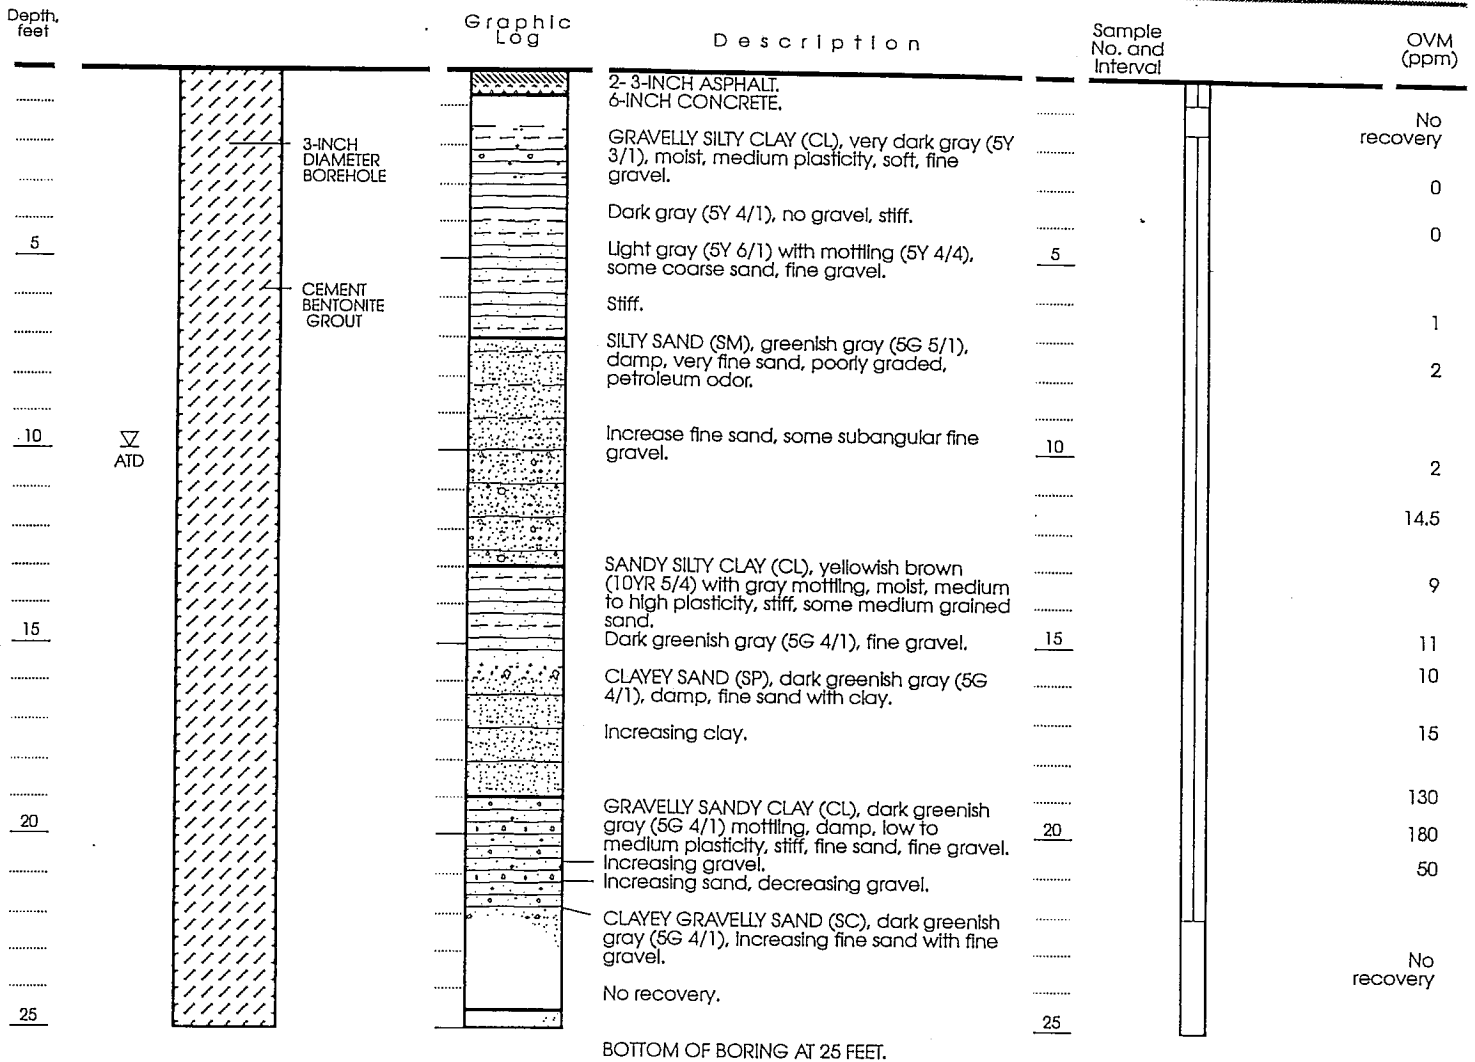 Depth, feet
Graphic Log
Description
Sample No. and Interval
OVM (ppm)
2- 3-INCH ASPHALT.
6-INCH CONCRETE.
No recovery
3-INCH DIAMETER BOREHOLE
GRAVELLY SILTY CLAY (CL), very dark gray (5Y
3/1), moist, medium plasticity, soft, fine
gravel.
0
Dark gray (5Y 4/1), no gravel, stiff.
0
5
Light gray (5Y 6/1) with mottling (5Y 4/4),
some coarse sand, fine gravel.
5
CEMENT BENTONITE GROUT
Stiff.
1
SILTY SAND (SM), greenish gray (5G 5/1),
damp, very fine sand, poorly graded,
petroleum odor.
2
10
ATD
Increase fine sand, some subangular fine
gravel.
10
2
14.5
SANDY SILTY CLAY (CL), yellowish brown
(10YR 5/4) with gray mottling, moist, medium
to high plasticity, stiff, some medium grained
sand.
9
15
Dark greenish gray (5G 4/1), fine gravel.
15
11
CLAYEY SAND (SP), dark greenish gray (5G
4/1), damp, fine sand with clay.
10
Increasing clay.
15
130
20
GRAVELLY SANDY CLAY (CL), dark greenish
gray (5G 4/1) mottling, damp, low to
medium plasticity, stiff, fine sand, fine gravel.
20
180
Increasing gravel.
50
Increasing sand, decreasing gravel.
CLAYEY GRAVELLY SAND (SC), dark greenish
gray (5G 4/1), increasing fine sand with fine
gravel.
No recovery
No recovery.
25
25
BOTTOM OF BORING AT 25 FEET.